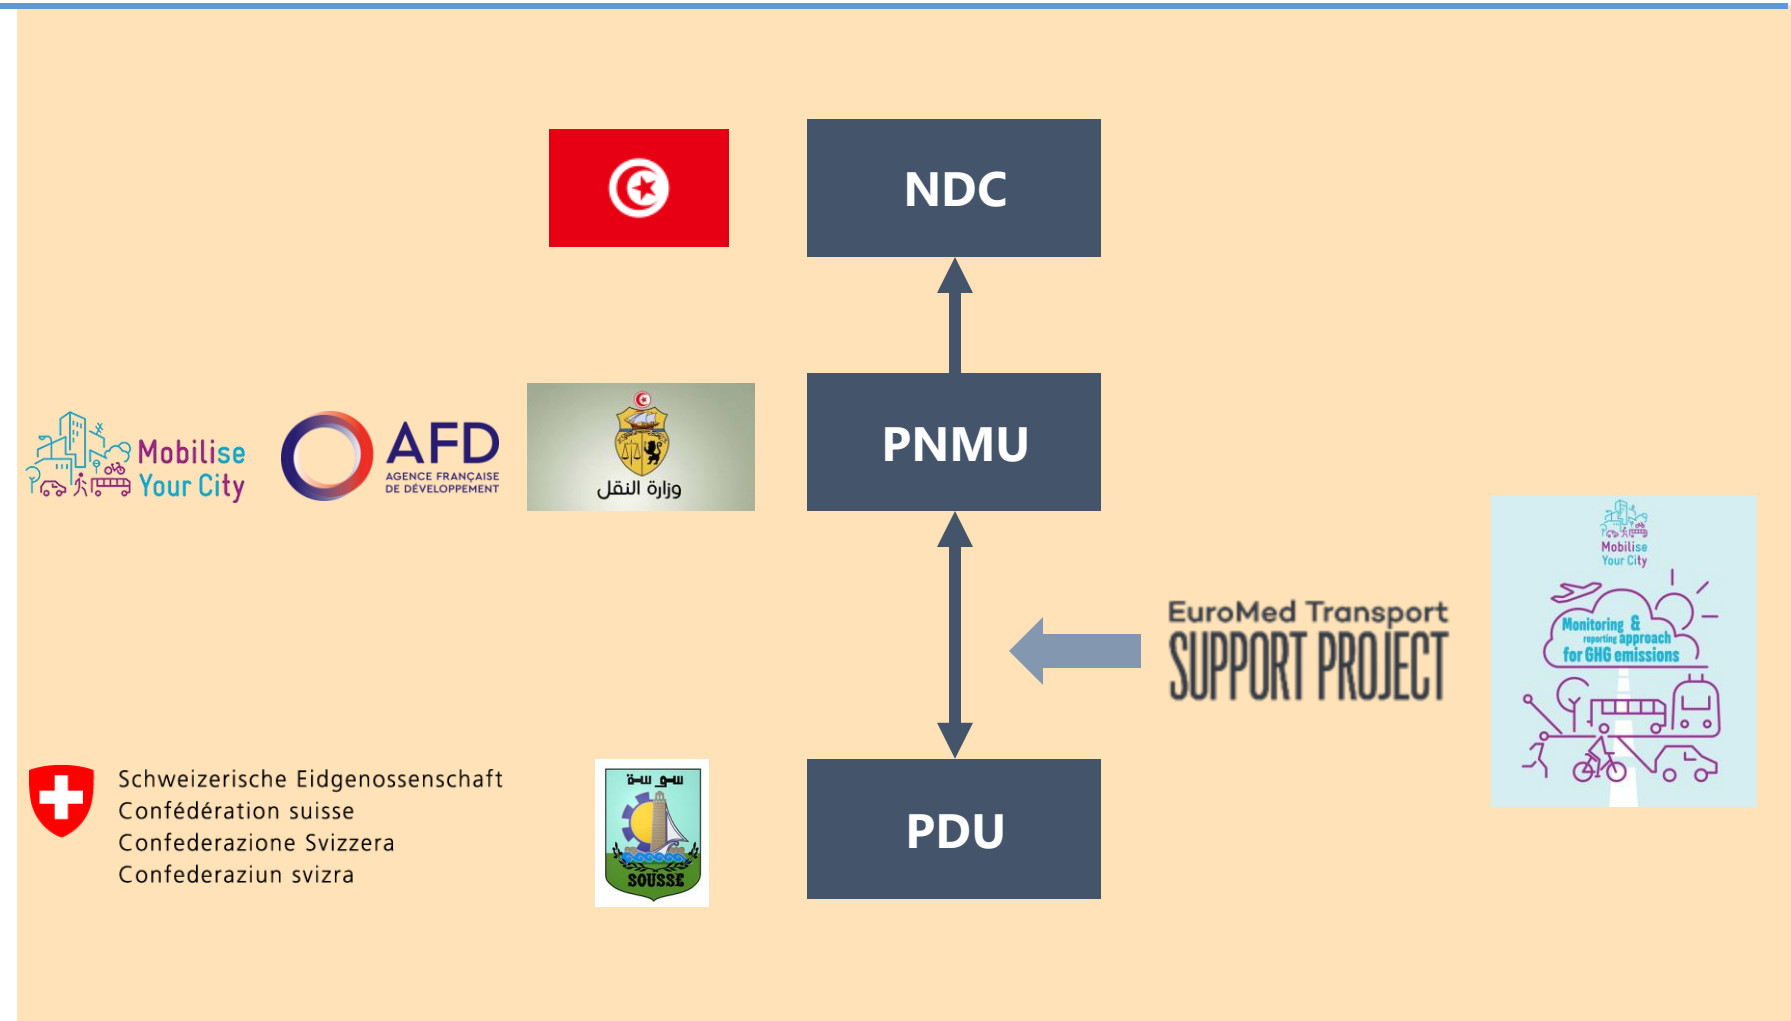 NDC
Mobilise
Your City
AFD
AGENCE FRANÇAISE
DE DÉVELOPPEMENT
وزارة النقل
PNMU
Mobilise
Your City
Monitoring &
reporting approach
for GHG emissions
EuroMed Transport
SUPPORT PROJECT
Schweizerische Eidgenossenschaft
Confédération suisse
Confederazione Svizzera
Confederaziun svizra
سوسة
SOUSSE
PDU